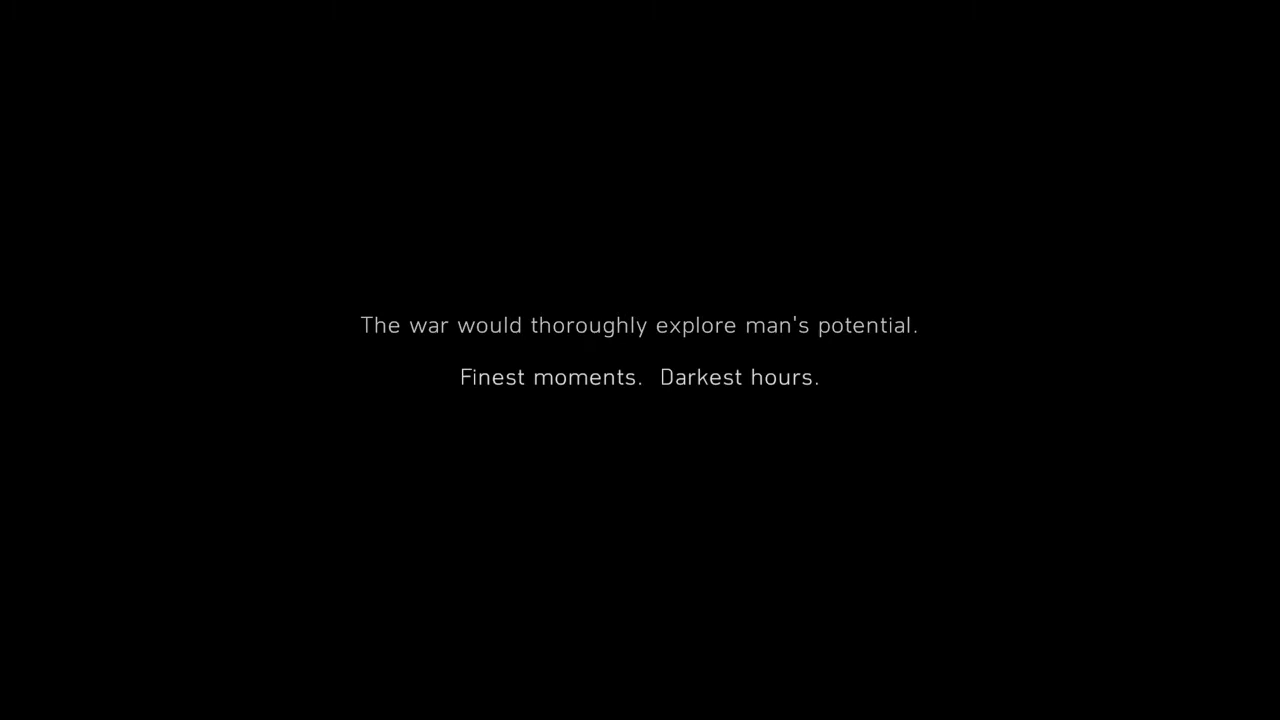 The war would thoroughly explore man's potential.
Finest moments.  Darkest hours.